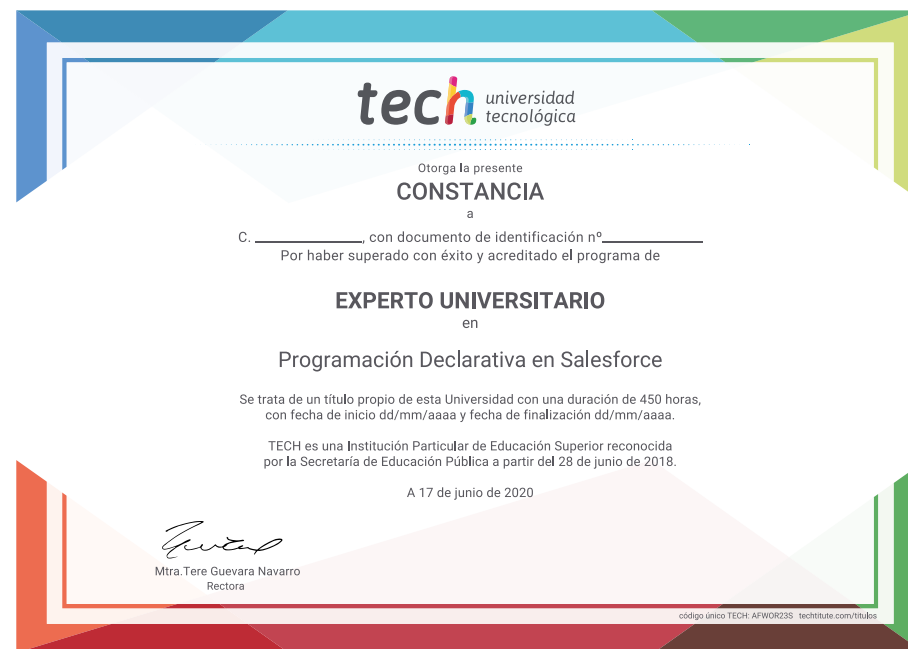 tech universidad
tecnológica
Otorga la presente
CONSTANCIA
a
C. ____________, con documento de identificación nº____________
Por haber superado con éxito y acreditado el programa de
EXPERTO UNIVERSITARIO
en
Programación Declarativa en Salesforce
Se trata de un título propio de esta Universidad con una duración de 450 horas,
con fecha de inicio dd/mm/aaaa y fecha de finalización dd/mm/aaaa.
TECH es una Institución Particular de Educación Superior reconocida
por la Secretaría de Educación Pública a partir del 28 de junio de 2018.
A 17 de junio de 2020
Mtra.Tere Guevara Navarro
Rectora
código único TECH: AFWOR23S techtitute.com/titulos